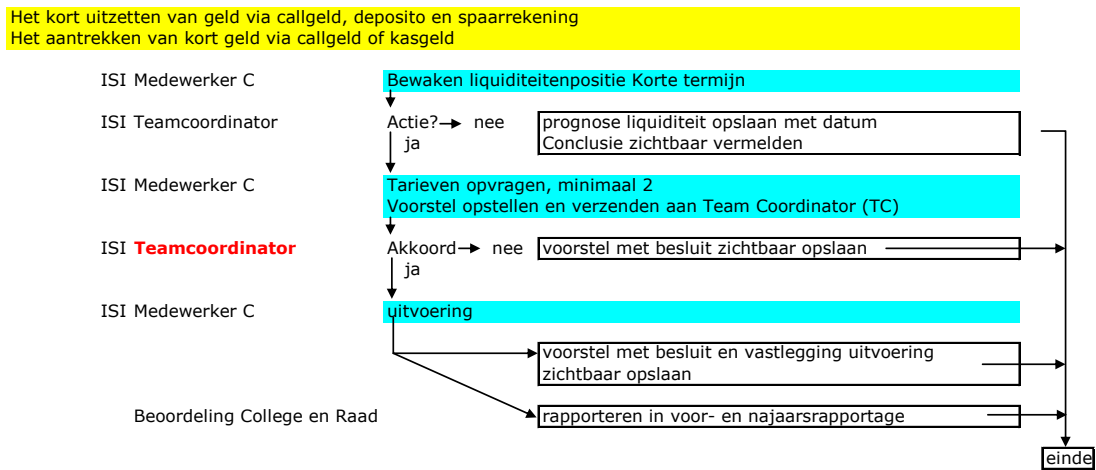 Het kort uitzetten van geld via callgeld, deposito en spaarrekening
Het aantrekken van kort geld via callgeld of kasgeld
ISI Medewerker C Bewaken liquiditeitenpositie Korte termijn
ISI Teamcoordinator Actie? nee prognose liquiditeit opslaan met datum
ja Conclusie zichtbaar vermelden
ISI Medewerker C Tarieven opvragen, minimaal 2
Voorstel opstellen en verzenden aan Team Coordinator (TC)
ISI Teamcoordinator Akkoord nee voorstel met besluit zichtbaar opslaan
ja
ISI Medewerker C uitvoering
voorstel met besluit en vastlegging uitvoering
zichtbaar opslaan
Beoordeling College en Raad rapporteren in voor- en najaarsrapportage
einde